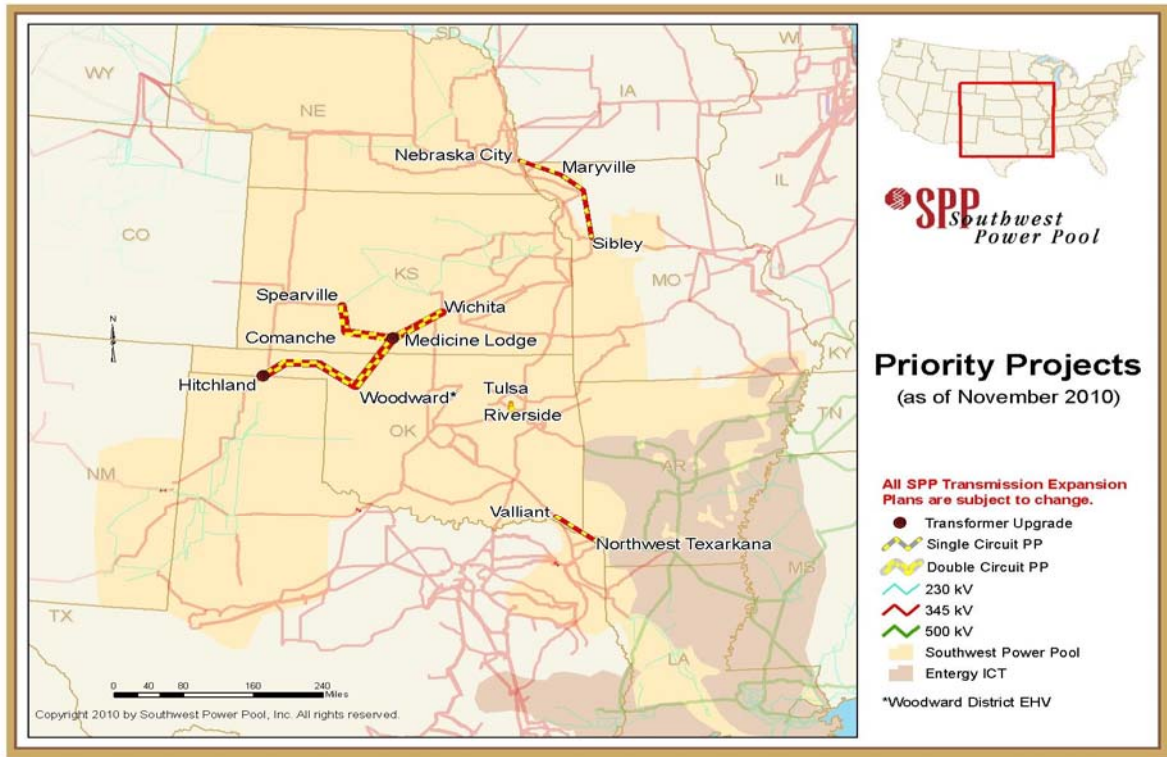 SD
WI
WY
IA
NE
Nebraska City
Maryville
IL
CO
Sibley
MO
KS
Spearville
Wichita
Comanche
Medicine Lodge
N
KY
Hitchland
Woodward*
Tulsa
Riverside
TN
OK
NM
AR
Valliant
Northwest Texarkana
MS
TX
LA
0 40 80 160 240
Miles
Copyright 2010 by Southwest Power Pool, Inc. All rights reserved.
SPP Southwest
Power Pool
Priority Projects
(as of November 2010)
All SPP Transmission Expansion
Plans are subject to change.
Transformer Upgrade
Single Circuit PP
Double Circuit PP
230 kV
345 kV
500 kV
Southwest Power Pool
Entergy ICT
*Woodward District EHV